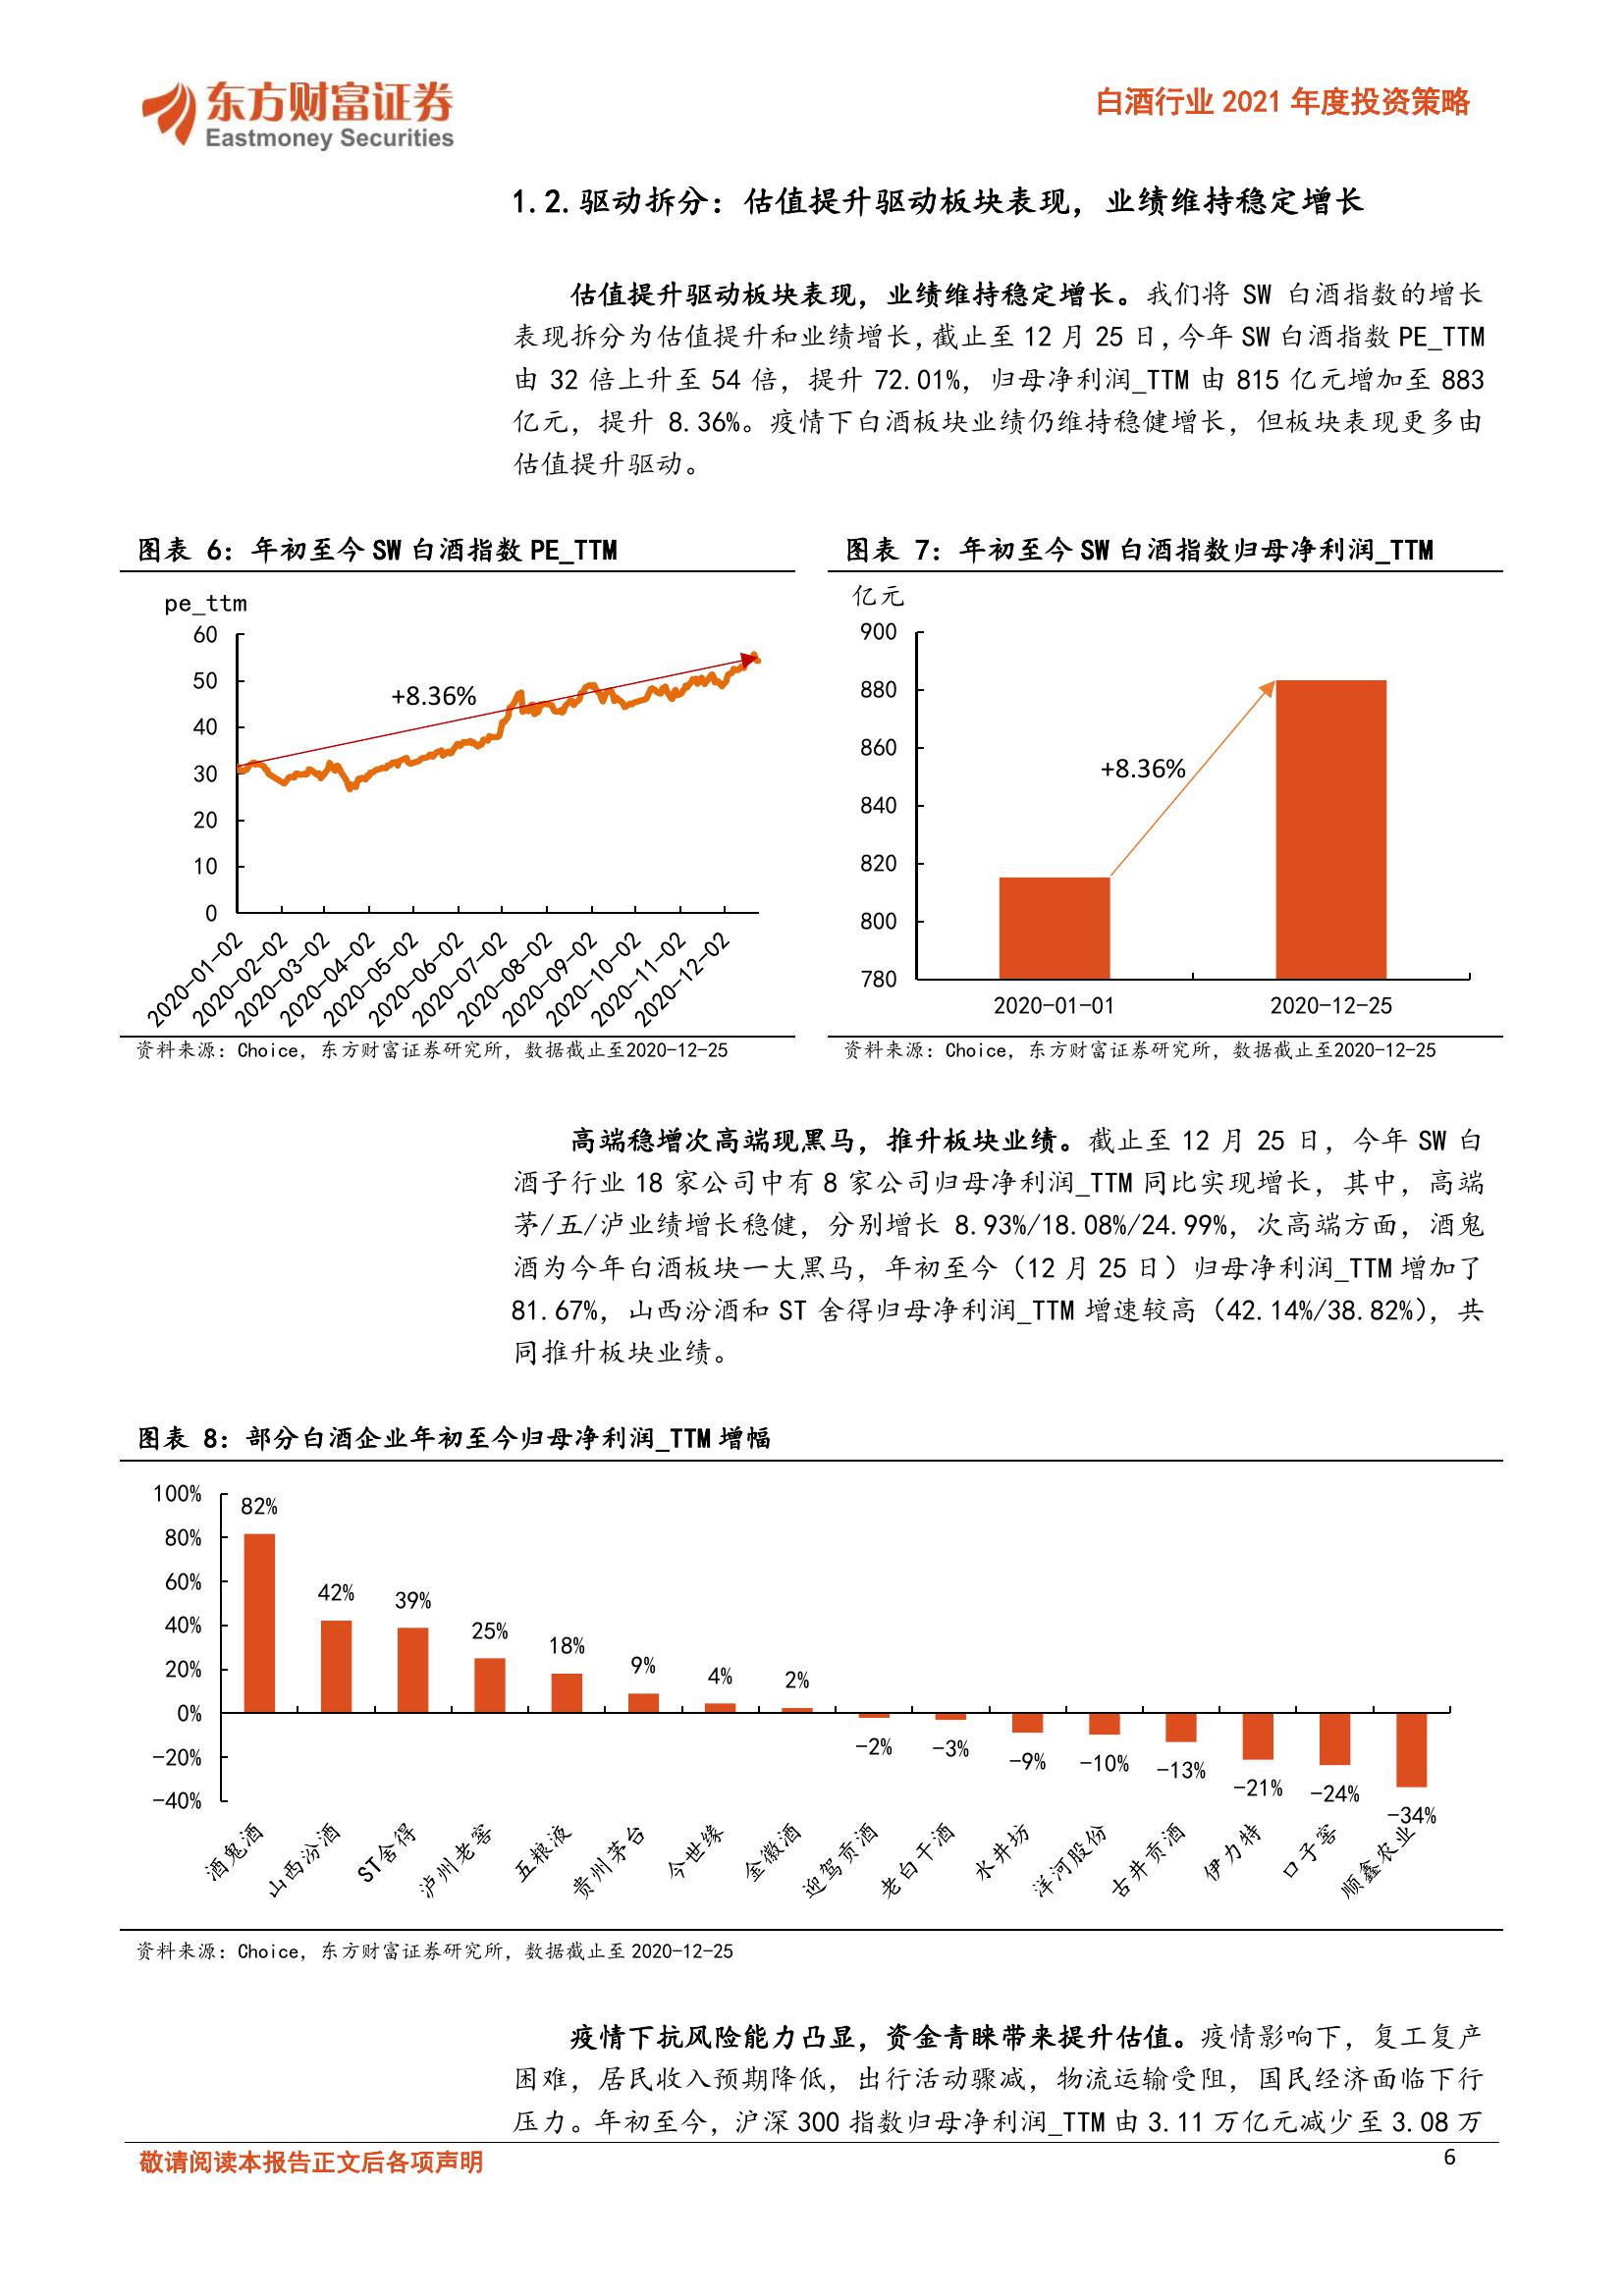 东方财富证券
Eastmoney Securities
白酒行业 2021 年度投资策略
1.2.驱动拆分：估值提升驱动板块表现，业绩维持稳定增长
估值提升驱动板块表现，业绩维持稳定增长。我们将 SW 白酒指数的增长
表现拆分为估值提升和业绩增长，截止至 12 月 25 日，今年 SW 白酒指数 PE_TTM
由 32 倍上升至 54 倍，提升 72.01%，归母净利润_TTM 由 815 亿元增加至 883
亿元，提升 8.36%。疫情下白酒板块业绩仍维持稳健增长，但板块表现更多由
估值提升驱动。
图表 6：年初至今 SW 白酒指数 PE_TTM
pe_ttm
60
50
40
30
20
10
0
+8.36%
2020-01-02
2020-02-02
2020-03-02
2020-04-02
2020-05-02
2020-06-02
2020-07-02
2020-08-02
2020-09-02
2020-10-02
2020-11-02
2020-12-02
资料来源：Choice，东方财富证券研究所，数据截止至2020-12-25
图表 7：年初至今 SW 白酒指数归母净利润_TTM
亿元
900
880
860
840
820
800
780
+8.36%
2020-01-01
2020-12-25
资料来源：Choice，东方财富证券研究所，数据截止至2020-12-25
高端稳增次高端现黑马，推升板块业绩。截止至 12 月 25 日，今年 SW 白
酒子行业 18 家公司中有 8 家公司归母净利润_TTM 同比实现增长，其中，高端
茅/五/泸业绩增长稳健，分别增长 8.93%/18.08%/24.99%，次高端方面，酒鬼
酒为今年白酒板块一大黑马，年初至今（12 月 25 日）归母净利润_TTM 增加了
81.67%，山西汾酒和 ST 舍得归母净利润_TTM 增速较高（42.14%/38.82%），共
同推升板块业绩。
图表 8：部分白酒企业年初至今归母净利润_TTM 增幅
100%
80%
60%
40%
20%
0%
-20%
-40%
82%
42%
39%
25%
18%
9%
4%
2%
-2%
-3%
-9%
-10%
-13%
-21%
-24%
-34%
酒鬼酒
山西汾酒
ST舍得
泸州老窖
五粮液
贵州茅台
今世缘
金徽酒
迎驾贡酒
老白干酒
水井坊
洋河股份
古井贡酒
伊力特
口子窖
顺鑫农业
资料来源：Choice，东方财富证券研究所，数据截止至 2020-12-25
疫情下抗风险能力凸显，资金青睐带来提升估值。疫情影响下，复工复产
困难，居民收入预期降低，出行活动骤减，物流运输受阻，国民经济面临下行
压力。年初至今，沪深 300 指数归母净利润_TTM 由 3.11 万亿元减少至 3.08 万
敬请阅读本报告正文后各项声明
6